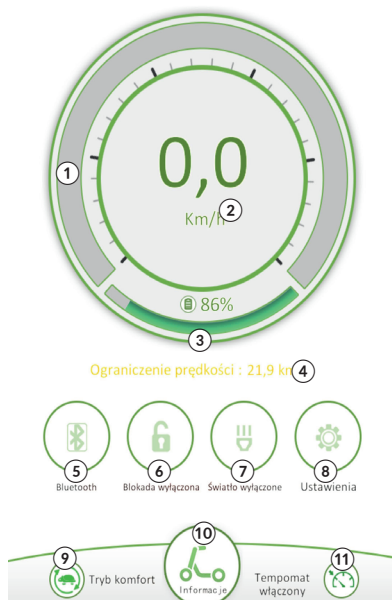 1
0,0
Km/h
2
86%
3
Ograniczenie prędkości : 21,9 km
4
5
6
7
8
Bluetooth
Blokada wyłączona
Światło wyłączone
Ustawienia
9
10
11
Tryb komfort
Informacje
Tempomat
włączony